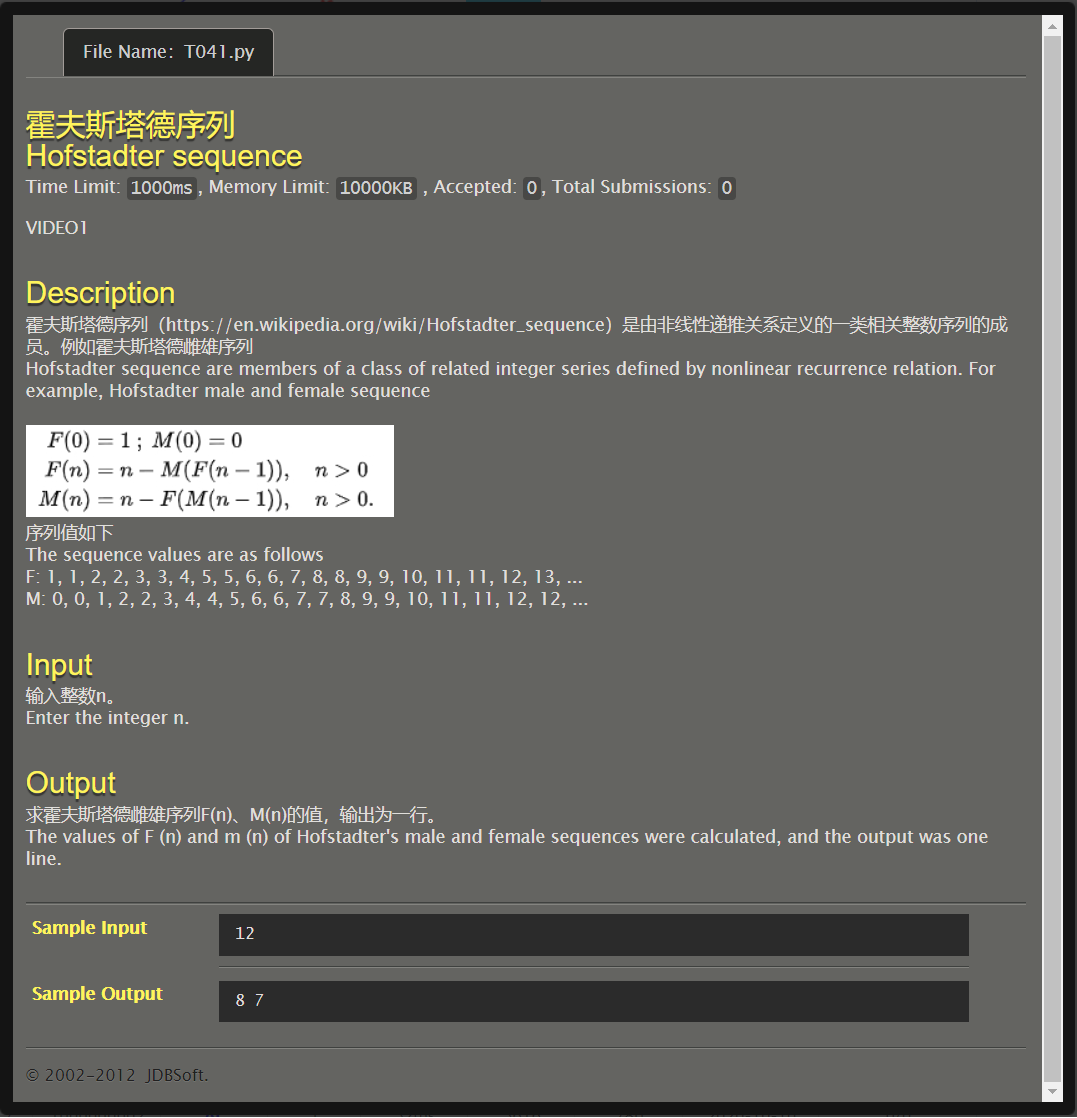 File Name: T041.py
霍夫斯塔德序列
Hofstadter sequence
Time Limit: 1000ms, Memory Limit: 10000KB , Accepted: 0, Total Submissions: 0
VIDEO1
Description
霍夫斯塔德序列（https://en.wikipedia.org/wiki/Hofstadter_sequence）是由非线性递推关系定义的一类相关整数序列的成
员。例如霍夫斯塔德雌雄序列
Hofstadter sequence are members of a class of related integer series defined by nonlinear recurrence relation. For
example, Hofstadter male and female sequence
F(0) = 1 ; M(0) = 0
F(n) = n − M(F(n − 1)), n > 0
M(n) = n − F(M(n − 1)), n > 0.
序列值如下
The sequence values are as follows
F: 1, 1, 2, 2, 3, 3, 4, 5, 5, 6, 6, 7, 8, 8, 9, 9, 10, 11, 11, 12, 13, ...
M: 0, 0, 1, 2, 2, 3, 4, 4, 5, 6, 6, 7, 7, 8, 9, 9, 10, 11, 11, 12, 12, ...
Input
输入整数n。
Enter the integer n.
Output
求霍夫斯塔德雌雄序列F(n)、M(n)的值，输出为一行。
The values of F (n) and m (n) of Hofstadter's male and female sequences were calculated, and the output was one
line.
Sample Input
12
Sample Output
8 7
© 2002-2012 JDBSoft.